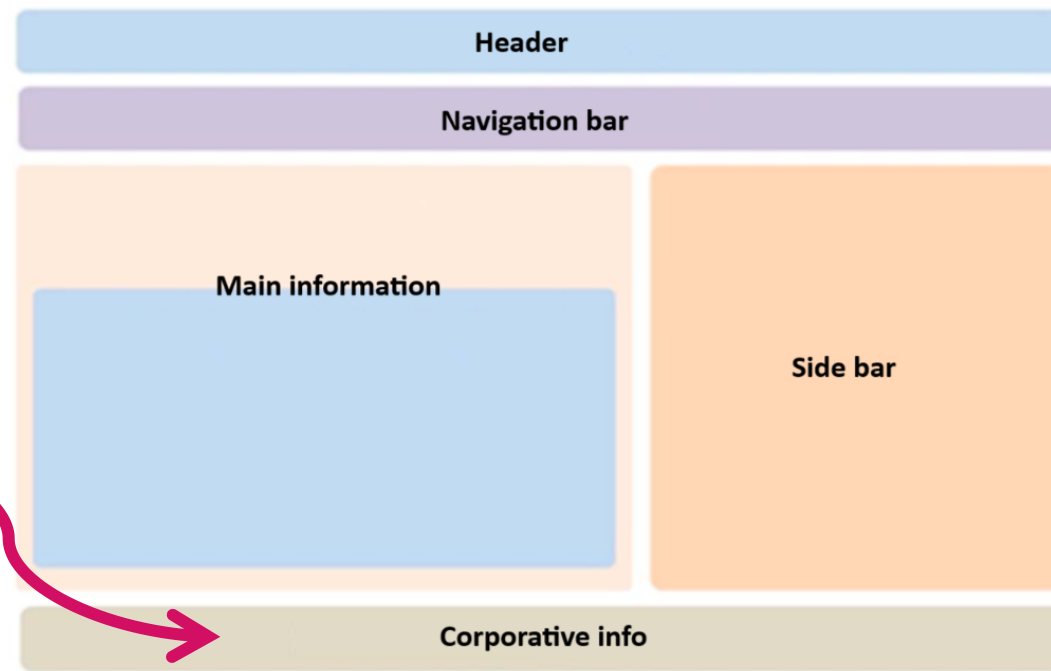 Header
Navigation bar
Main information
Side bar
Corporative info